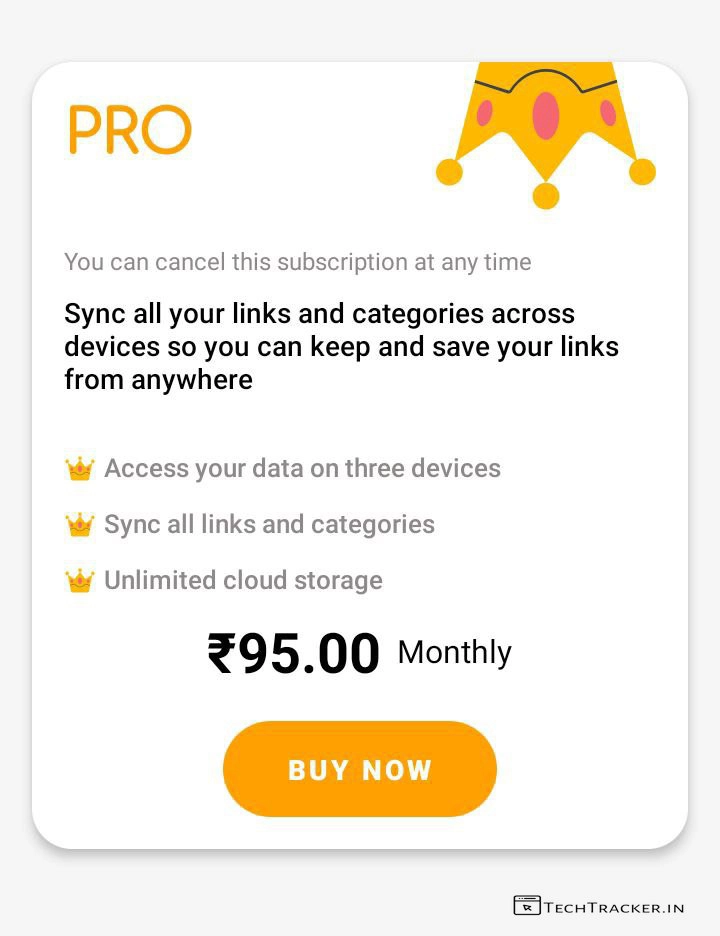 PRO
You can cancel this subscription at any time
Sync all your links and categories across
devices so you can keep and save your links
from anywhere
Access your data on three devices
Sync all links and categories
Unlimited cloud storage
₹95.00 Monthly
BUY NOW
TECHTRACKER.IN